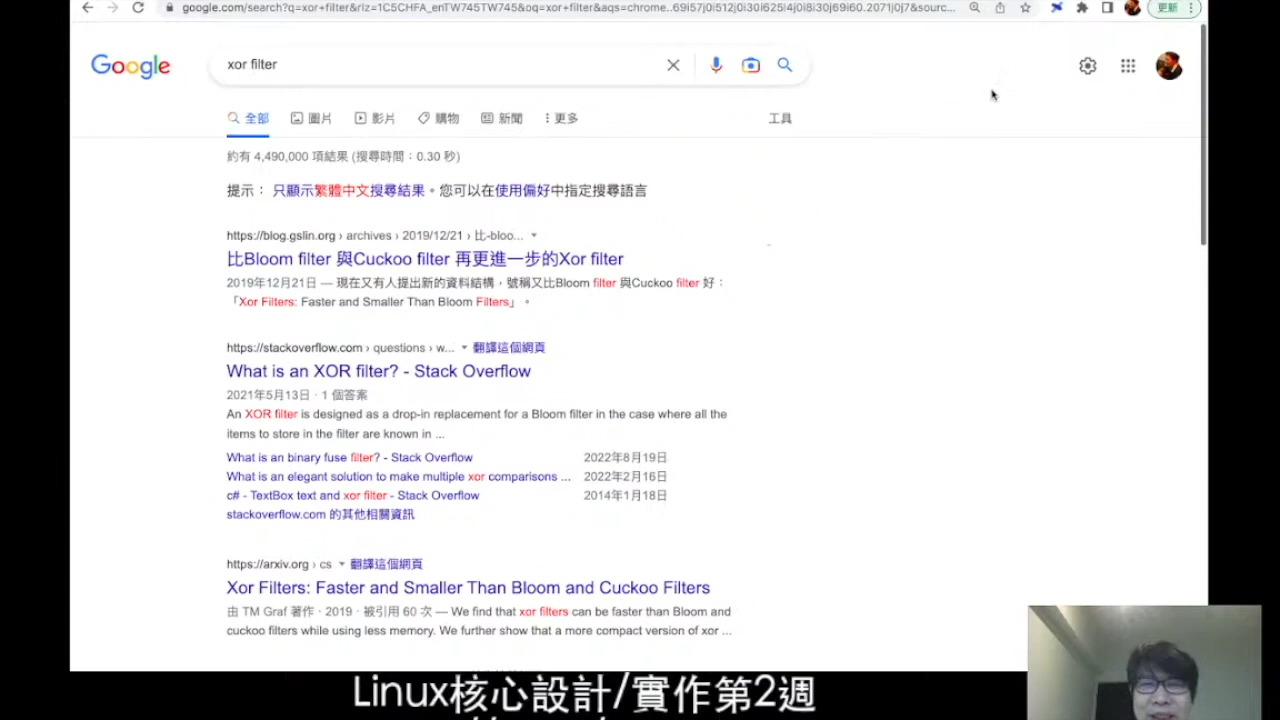 google.com/search?q=xor+filter&rlz=1C5CHFA_enTW745TW745&oq=xor+filter&aqs=chrome..69i57j0i512j0i30i625l4j0i8i30j69i60.2071j0j7&sourc...
更新
Google
xor filter
全部 圖片 影片 購物 新聞 更多 工具
約有 4,490,000 項結果 (搜尋時間：0.30 秒)
提示： 只顯示繁體中文搜尋結果。您可以在使用偏好中指定搜尋語言
https://blog.gslin.org › archives › 2019/12/21 › 比-bloo...
比Bloom filter 與Cuckoo filter 再更進一步的Xor filter
2019年12月21日 — 現在又有人提出新的資料結構，號稱又比Bloom filter 與Cuckoo filter 好：
「Xor Filters: Faster and Smaller Than Bloom Filters」。
https://stackoverflow.com › questions › w... 翻譯這個網頁
What is an XOR filter? - Stack Overflow
2021年5月13日 · 1 個答案
An XOR filter is designed as a drop-in replacement for a Bloom filter in the case where all the
items to store in the filter are known in ...
What is an binary fuse filter? - Stack Overflow 2022年8月19日
What is an elegant solution to make multiple xor comparisons ... 2022年2月16日
c# - TextBox text and xor filter - Stack Overflow 2014年1月18日
stackoverflow.com 的其他相關資訊
https://arxiv.org › cs 翻譯這個網頁
Xor Filters: Faster and Smaller Than Bloom and Cuckoo Filters
由 TM Graf 著作 · 2019 · 被引用 60 次 — We find that xor filters can be faster than Bloom and
cuckoo filters while using less memory. We further show that a more compact version of xor ...
Linux核心設計/實作第2週